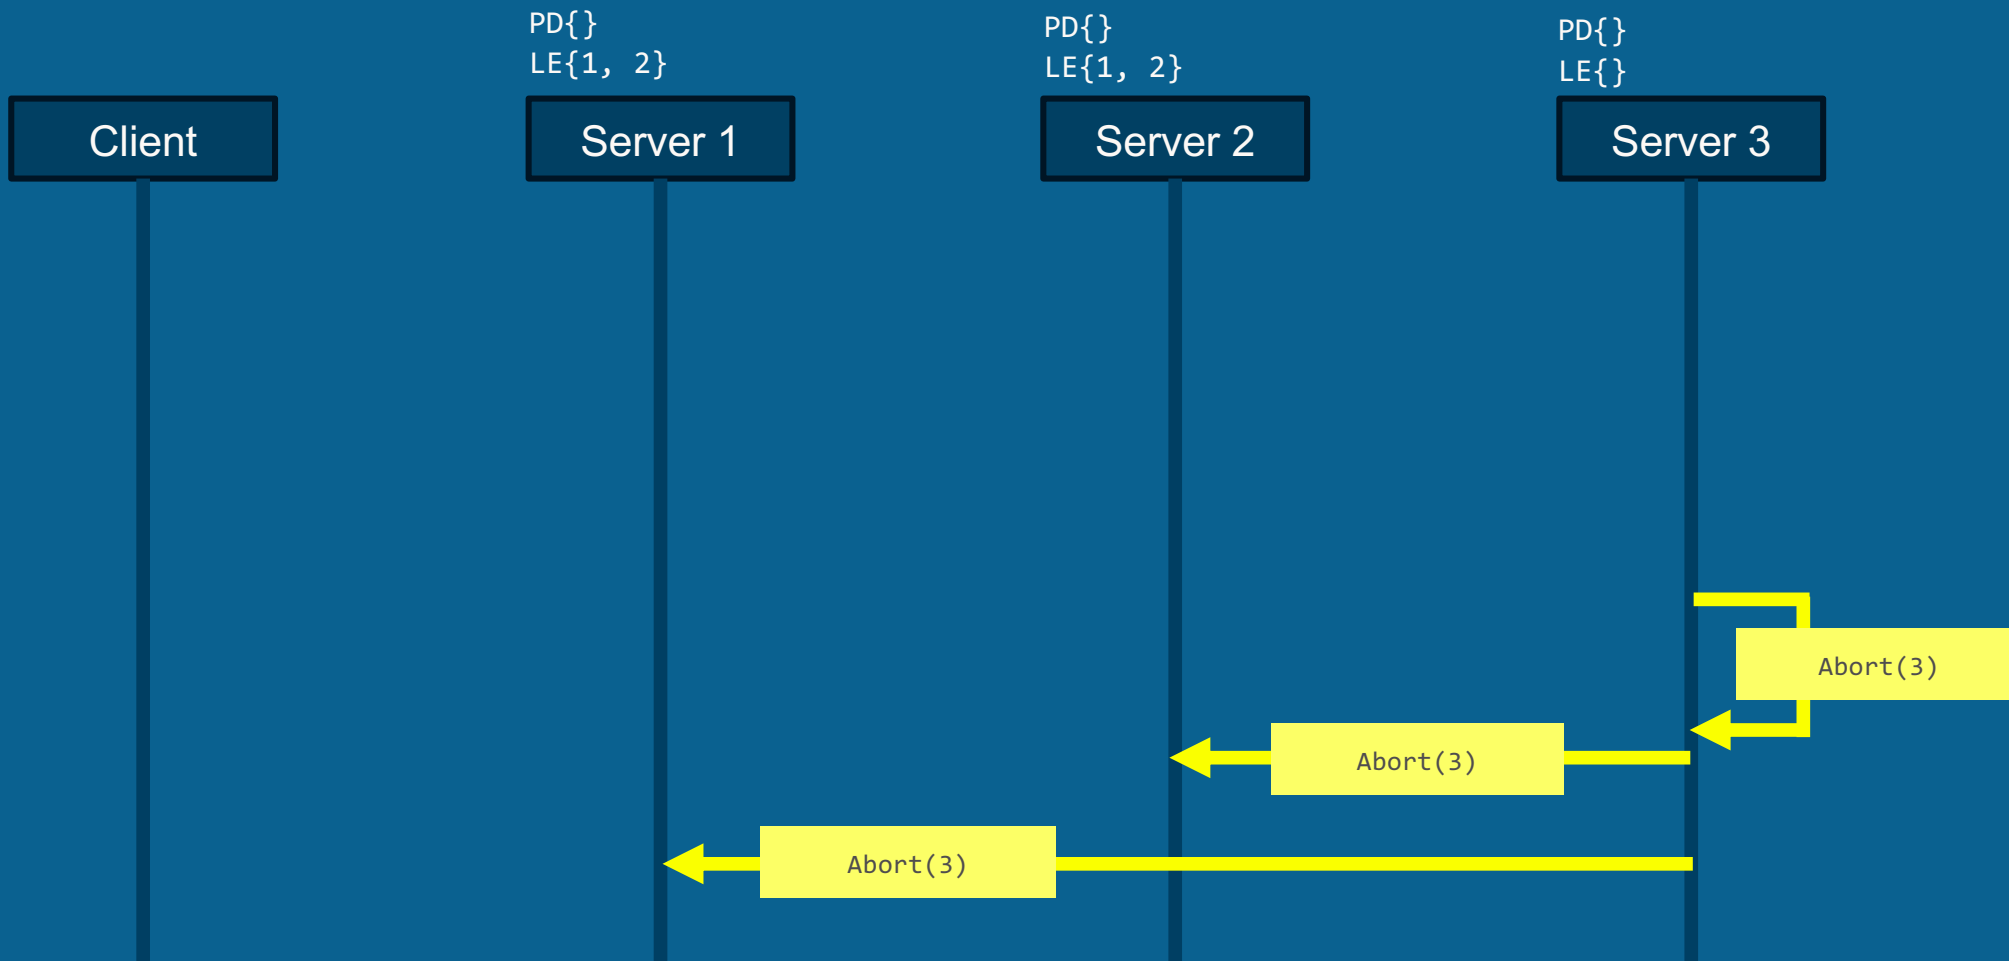 PD{}
LE{1, 2}
PD{}
LE{1, 2}
PD{}
LE{}
Client
Server 1
Server 2
Server 3
Abort(3)
Abort(3)
Abort(3)